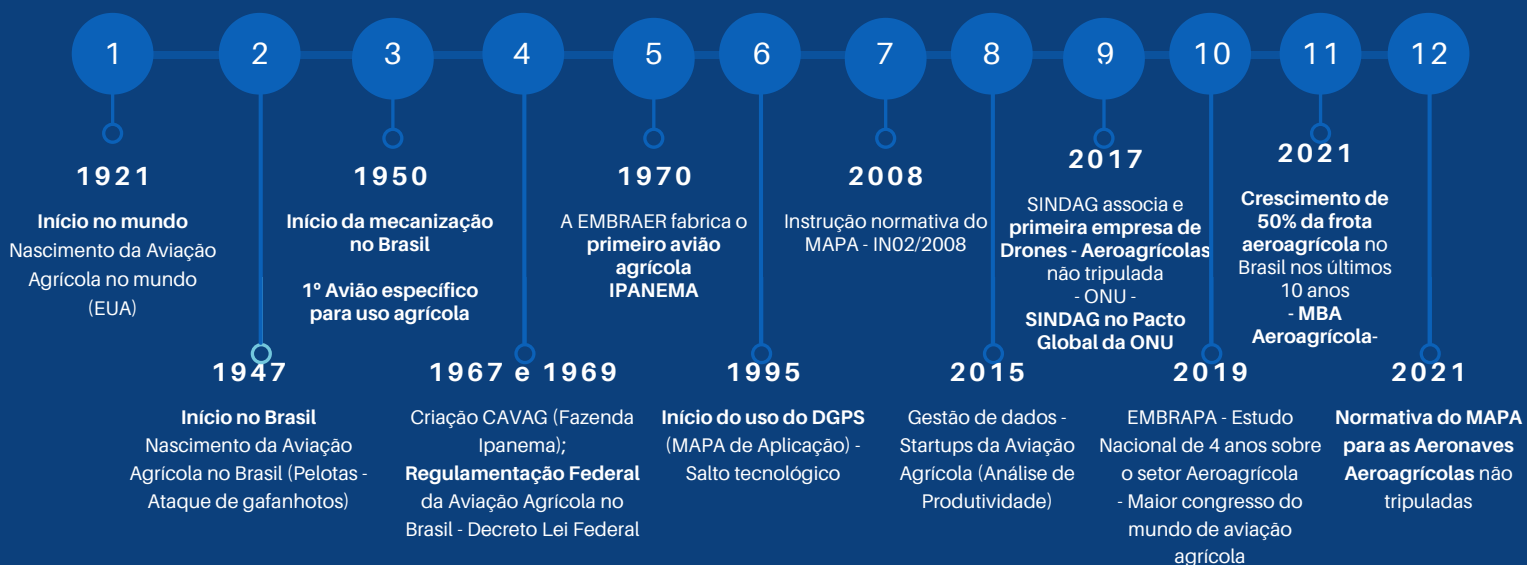 1
2
3
4
5
6
7
8
9
10
11
12
1921
Início no mundo
Nascimento da Aviação
Agrícola no mundo
(EUA)
1947
Início no Brasil
Nascimento da Aviação
Agrícola no Brasil (Pelotas -
Ataque de gafanhotos)
1950
Início da mecanização
no Brasil
1º Avião específico
para uso agrícola
1967 e 1969
Criação CAVAG (Fazenda
Ipanema);
Regulamentação Federal
da Aviação Agrícola no
Brasil - Decreto Lei Federal
1970
A EMBRAER fabrica o
primeiro avião
agrícola
IPANEMA
1995
Início do uso do DGPS
(MAPA de Aplicação) -
Salto tecnológico
2008
Instrução normativa do
MAPA - IN02/2008
2015
Gestão de dados -
Startups da Aviação
Agrícola (Análise de
Produtividade)
2017
SINDAG associa e
primeira empresa de
Drones - Aeroagrícolas
não tripulada
- ONU -
SINDAG no Pacto
Global da ONU
2019
EMBRAPA - Estudo
Nacional de 4 anos sobre
o setor Aeroagrícola
- Maior congresso do
mundo de aviação
agrícola
2021
Crescimento de
50% da frota
aeroagrícola no
Brasil nos últimos
10 anos
- MBA
Aeroagrícola-
2021
Normativa do MAPA
para as Aeronaves
Aeroagrícolas não
tripuladas